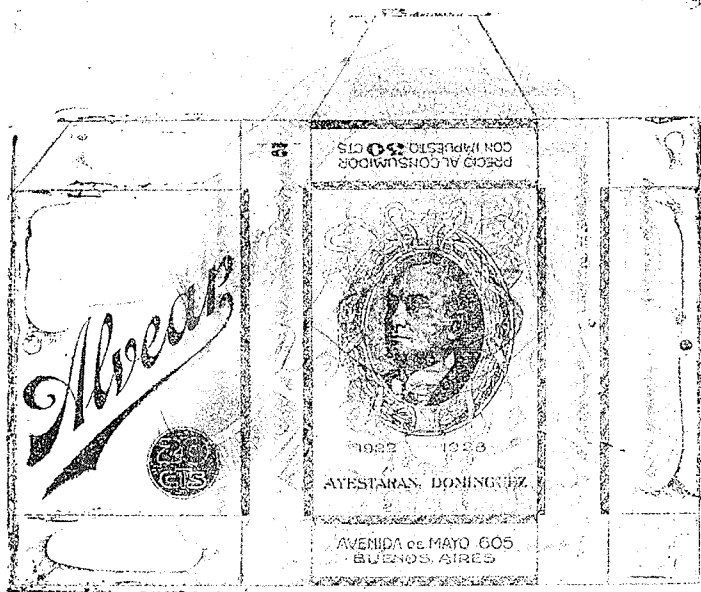 PRECIO AL CONSUMIDOR
CON IMPUESTO 30 CTS
Alvear
CTS
1922 1928
AYESTARAN, DOMINGUEZ
AVENIDA DE MAYO 605
BUENOS AIRES